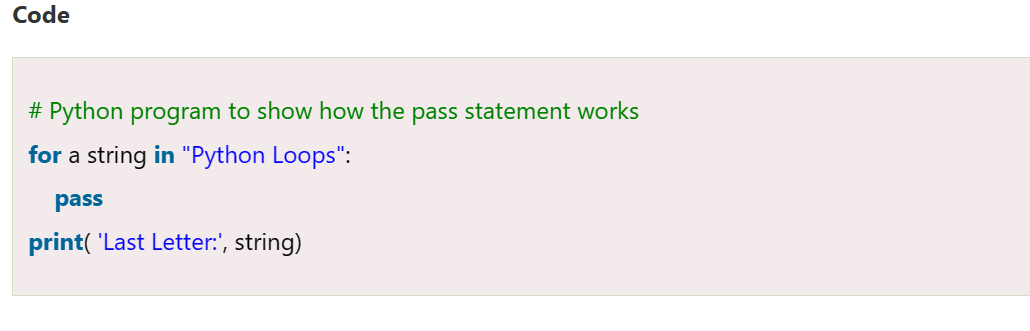 Code
# Python program to show how the pass statement works
for a string in "Python Loops":
    pass
print( 'Last Letter:', string)